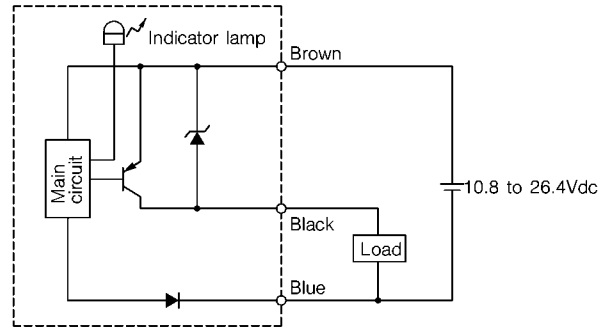 Indicator lamp
Brown
Main
circuit
10.8 to 26.4Vdc
Black
Load
Blue